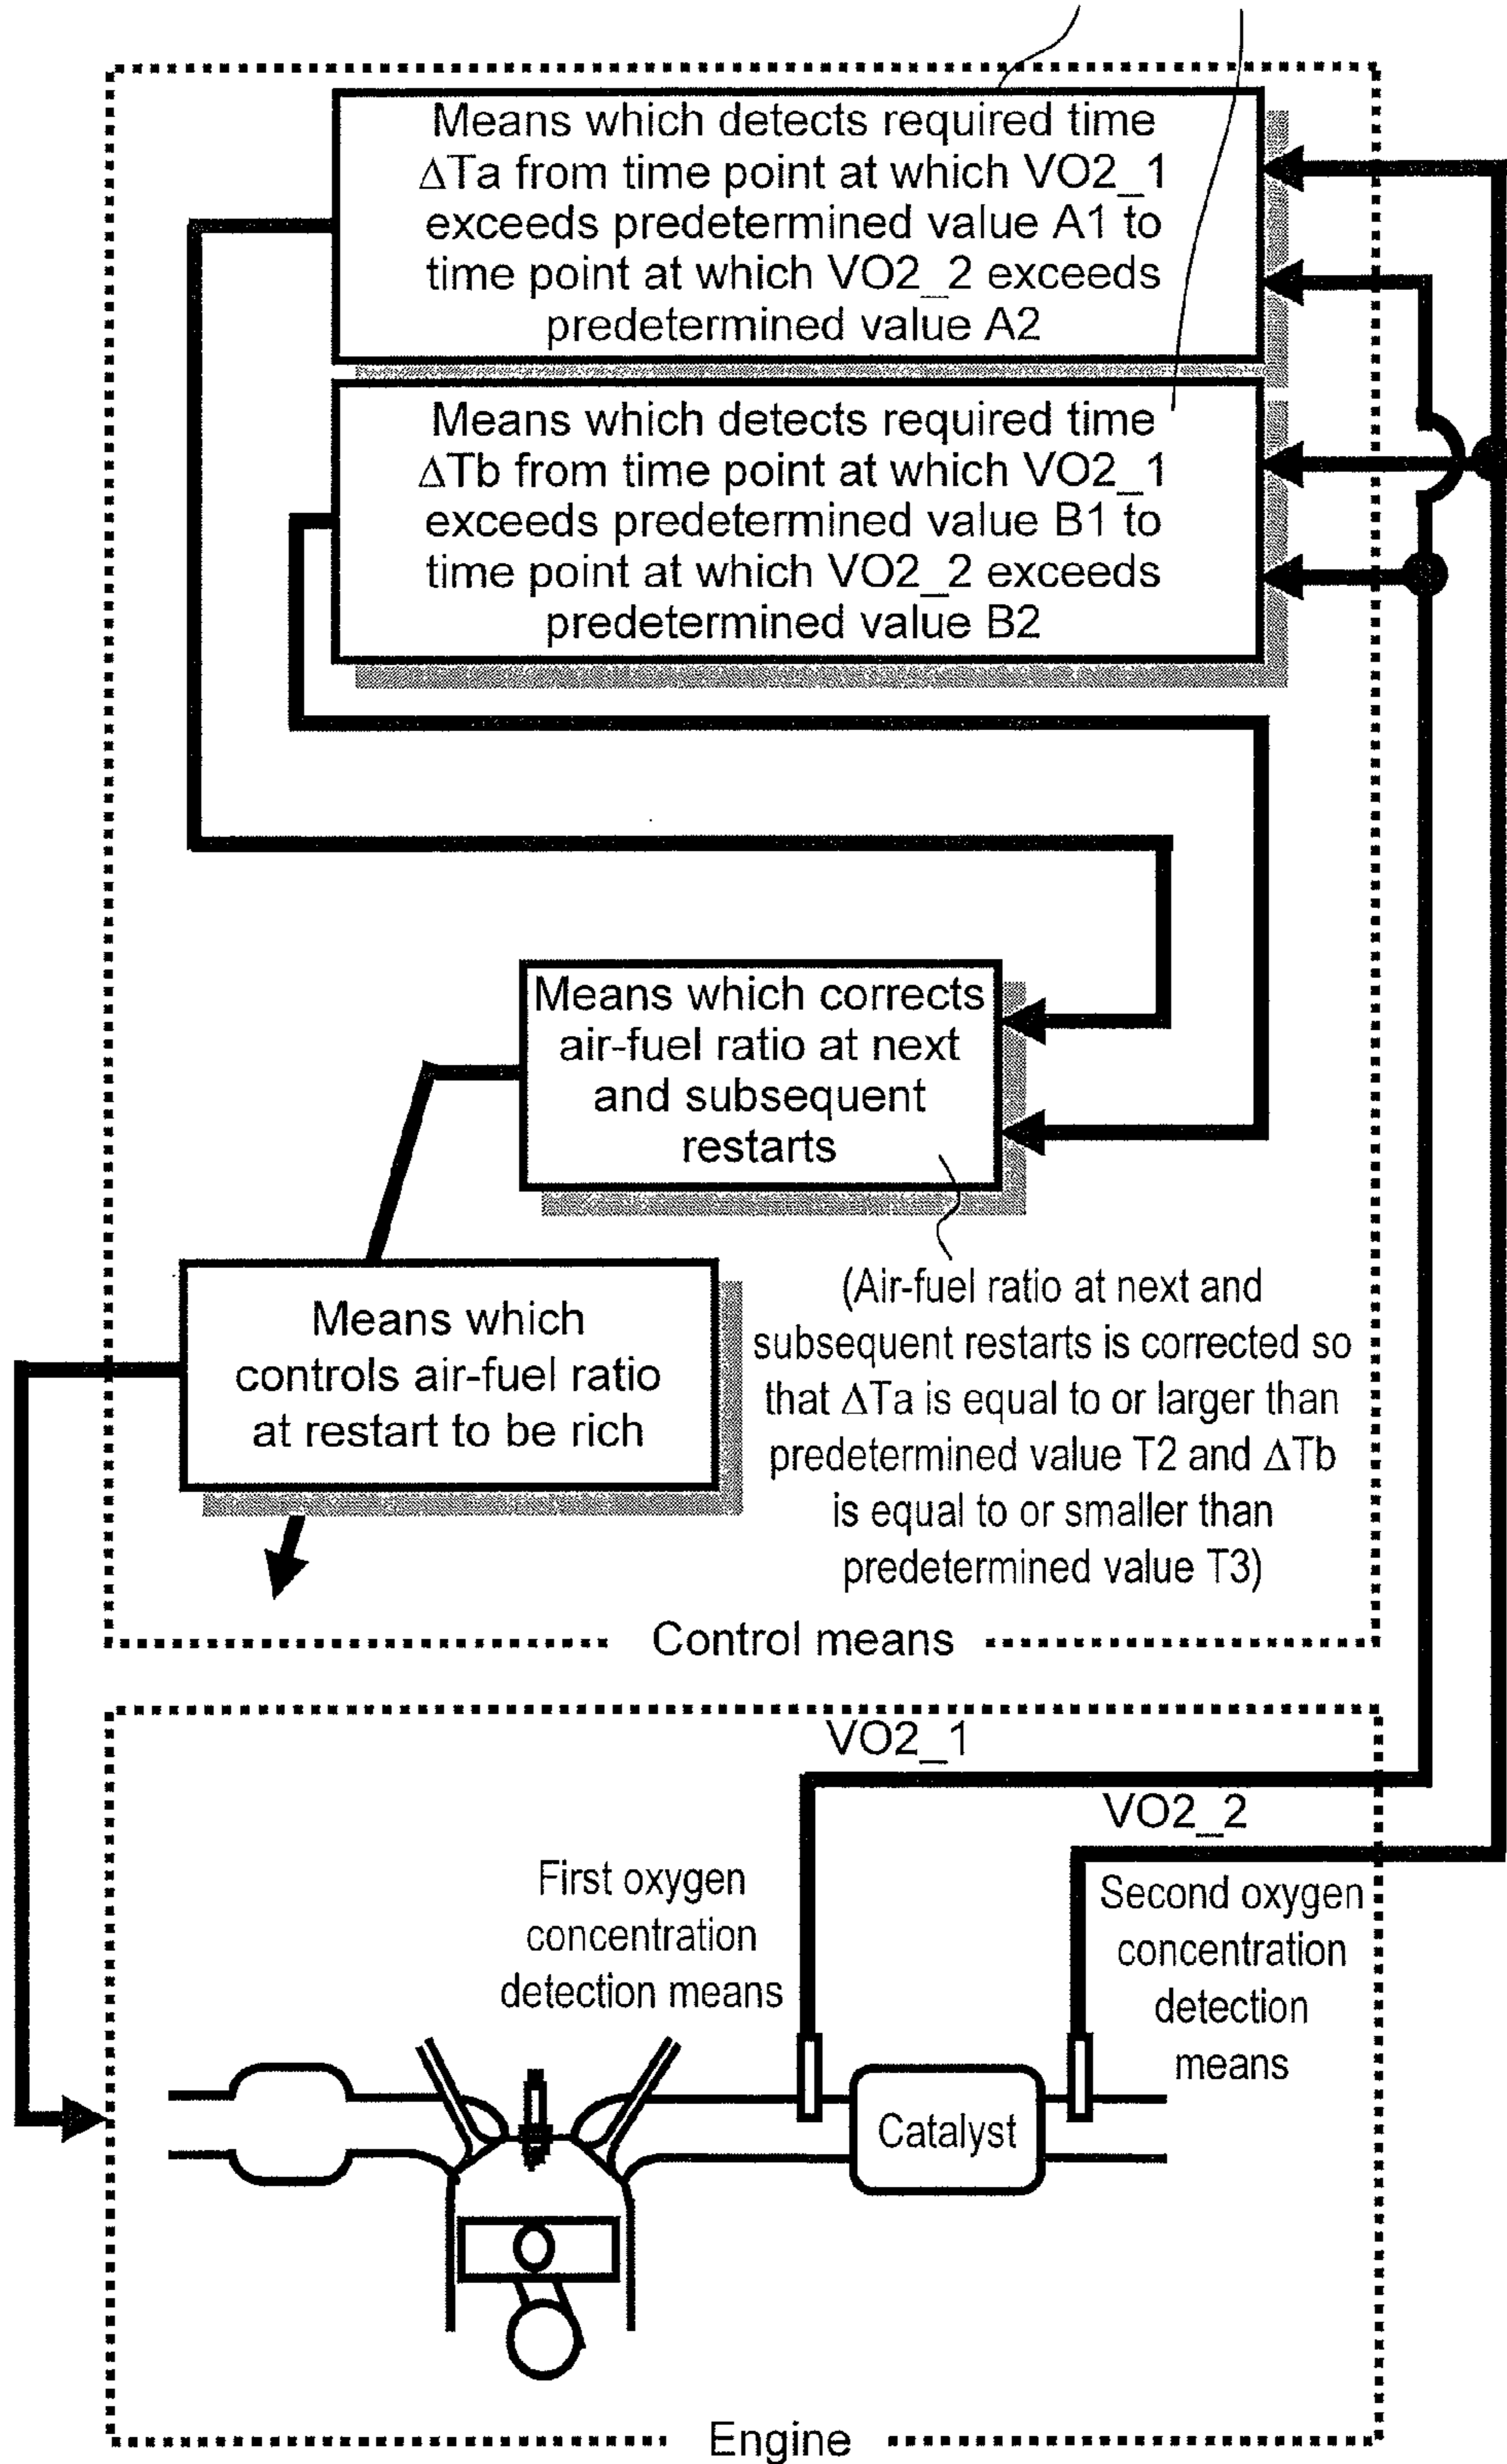 Means which detects required time
ΔTa from time point at which VO2_1
exceeds predetermined value A1 to
time point at which VO2_2 exceeds
predetermined value A2
Means which detects required time
ΔTb from time point at which VO2_1
exceeds predetermined value B1 to
time point at which VO2_2 exceeds
predetermined value B2
Means which corrects
air-fuel ratio at next
and subsequent
restarts
Means which
controls air-fuel ratio
at restart to be rich
(Air-fuel ratio at next and
subsequent restarts is corrected so
that ΔTa is equal to or larger than
predetermined value T2 and ΔTb
is equal to or smaller than
predetermined value T3)
Control means
VO2_1
VO2_2
First oxygen
concentration
detection means
Second oxygen
concentration
detection
means
Catalyst
Engine